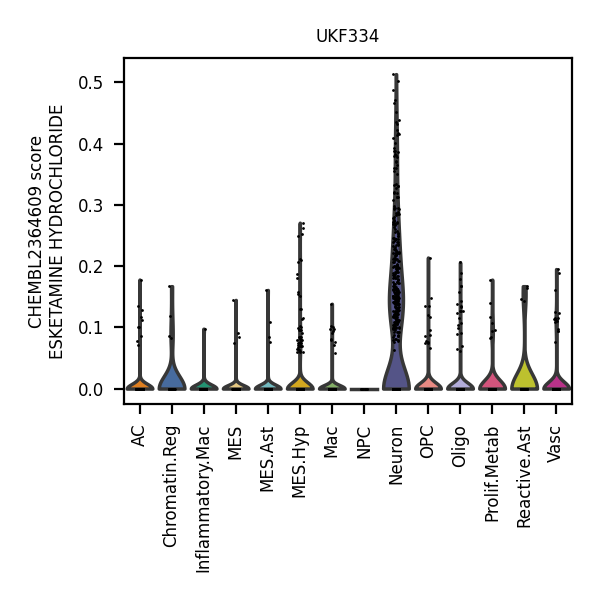 UKF334
CHEMBL2364609 score
ESKETAMINE HYDROCHLORIDE
0.5
0.4
0.3
0.2
0.1
0.0
AC
Chromatin.Reg
Inflammatory.Mac
MES
MES.Ast
MES.Hyp
Mac
NPC
Neuron
OPC
Oligo
Prolif.Metab
Reactive.Ast
Vasc